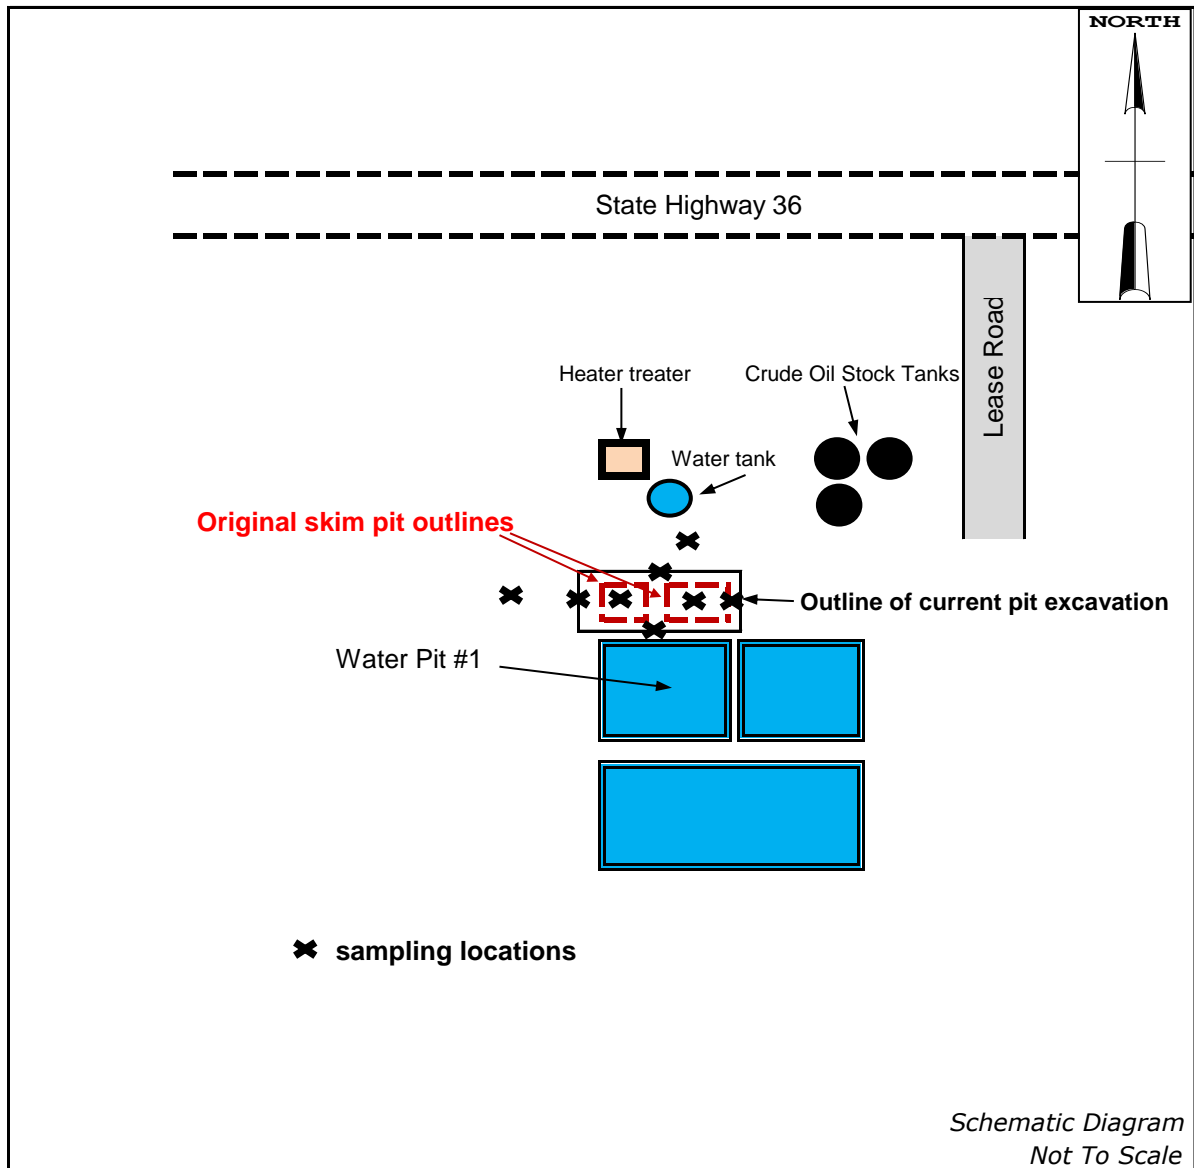 NORTH
State Highway 36
Lease Road
Heater treater
Crude Oil Stock Tanks
Water tank
Original skim pit outlines
Outline of current pit excavation
Water Pit #1
sampling locations
Schematic Diagram
Not To Scale